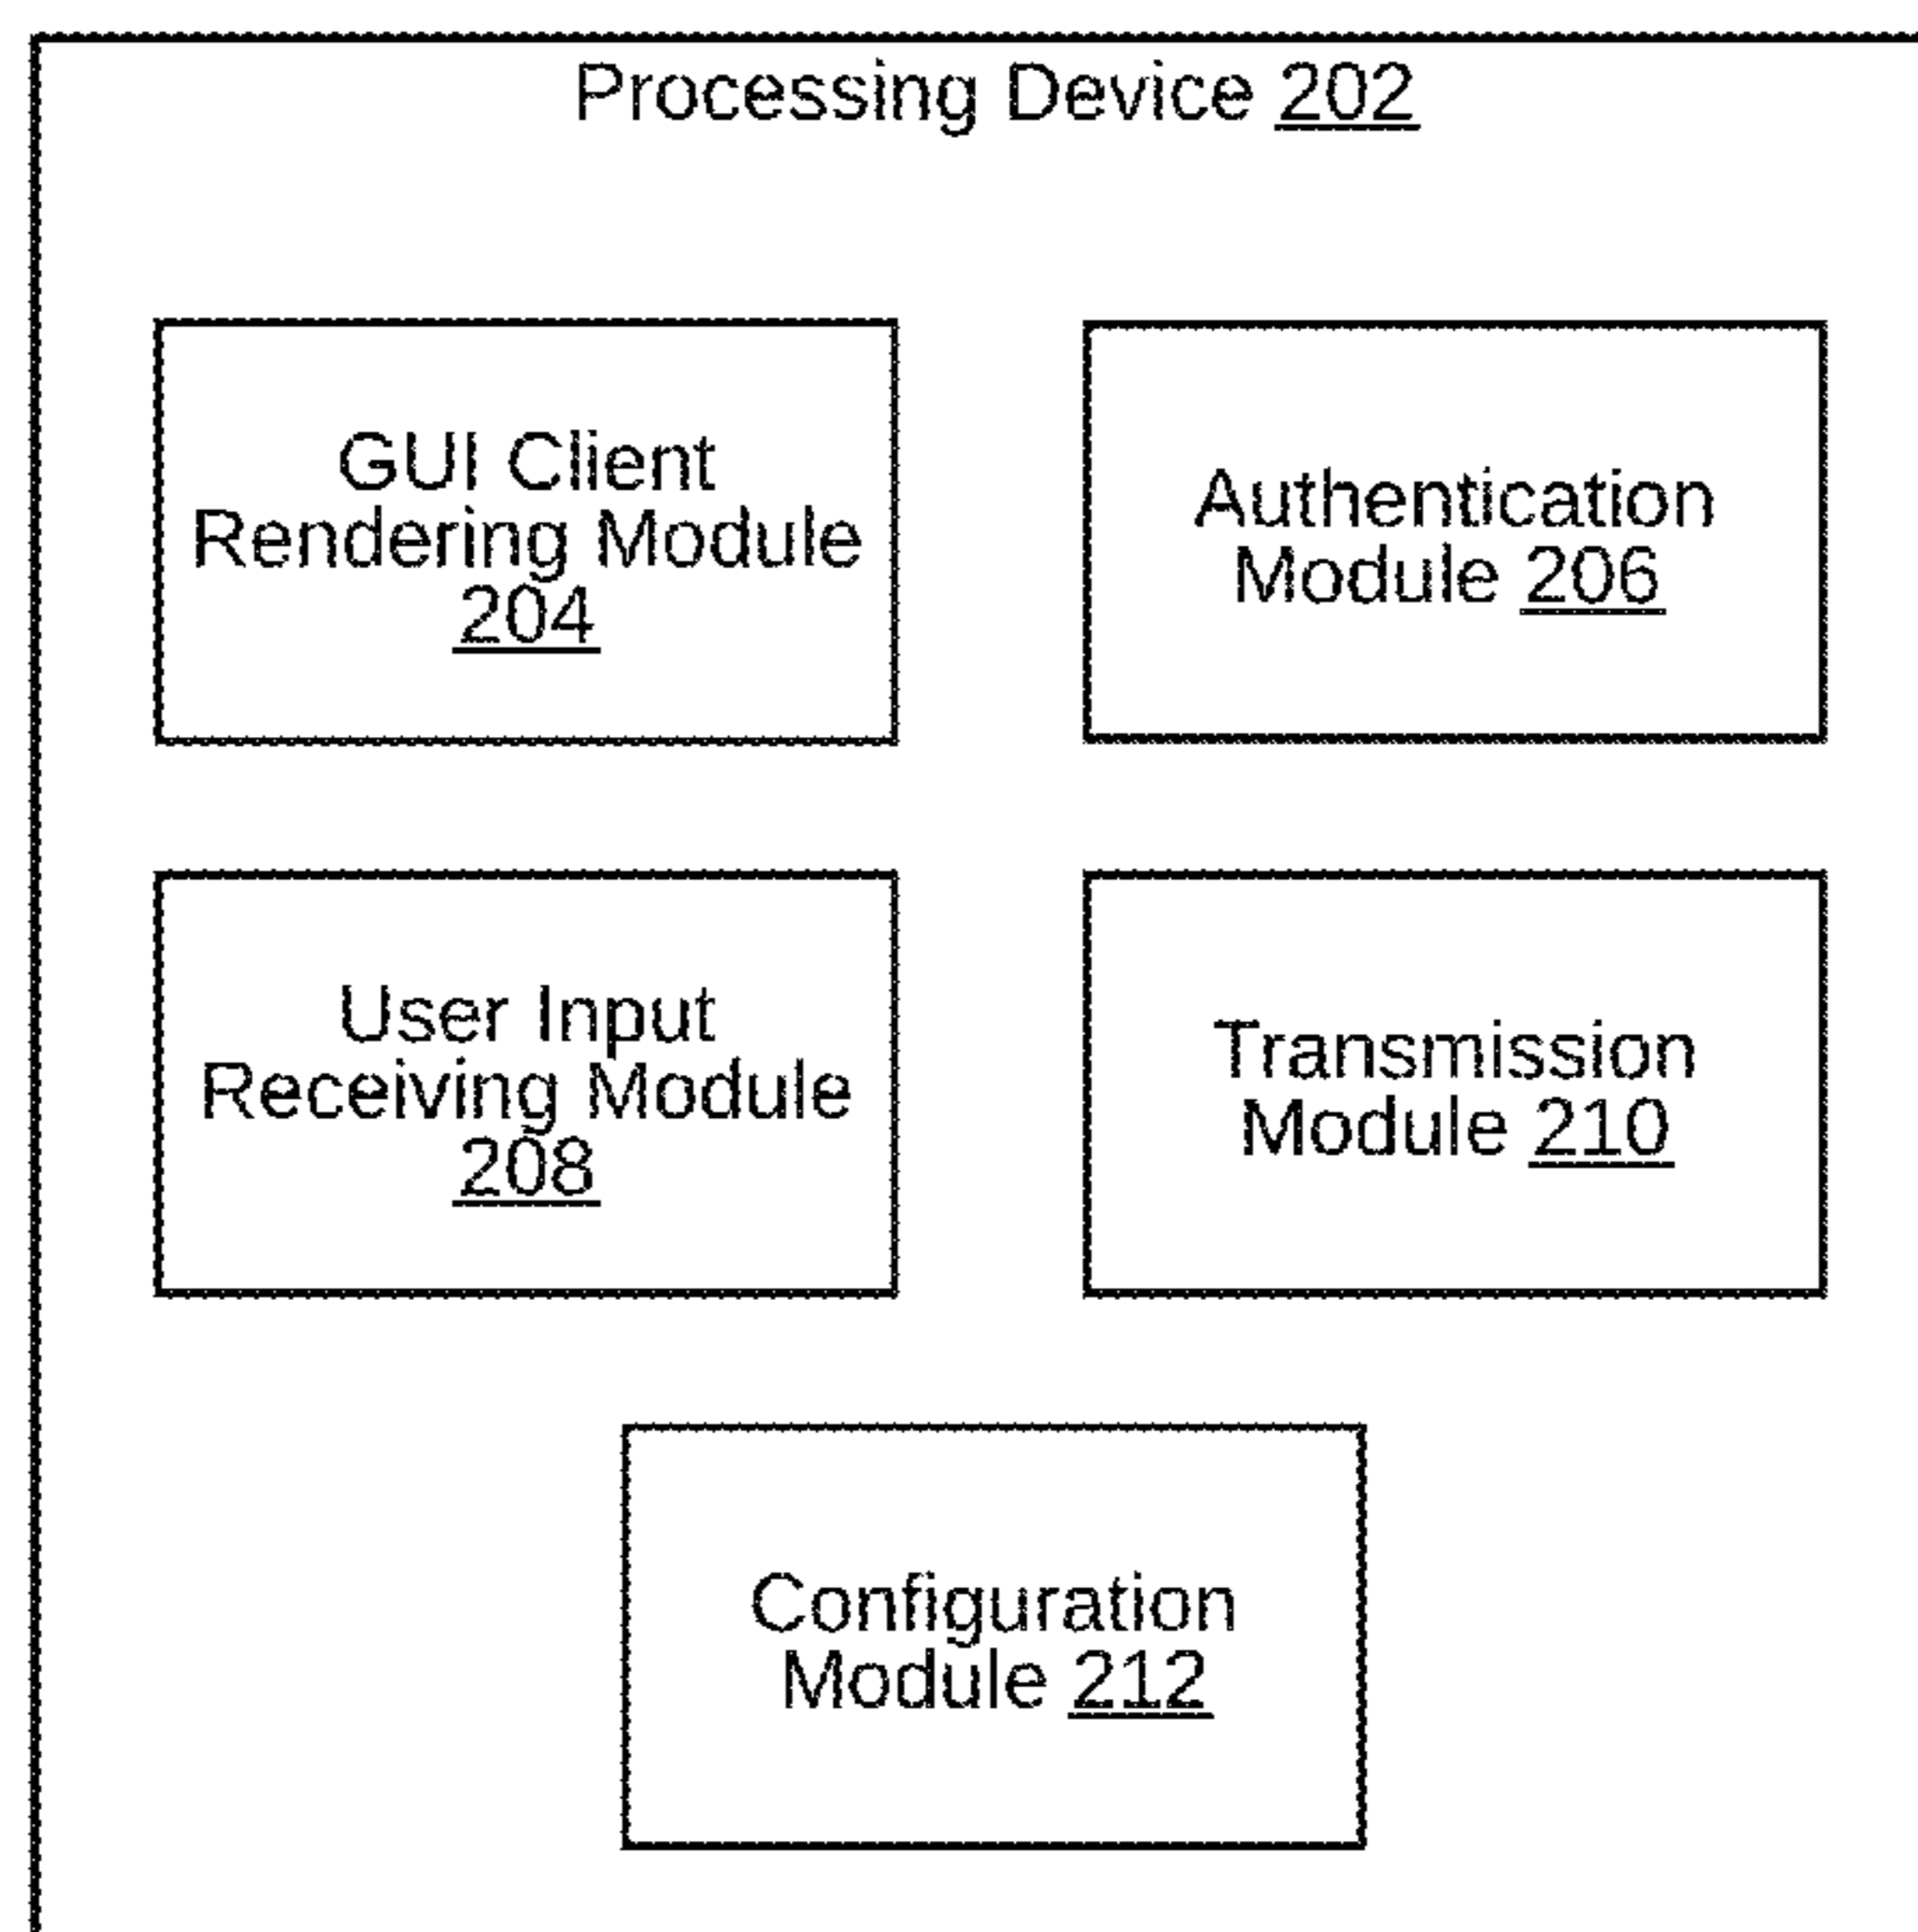 Processing Device 202
GUI Client
Rendering Module
204
Authentication
Module 206
User Input
Receiving Module
208
Transmission
Module 210
Configuration
Module 212